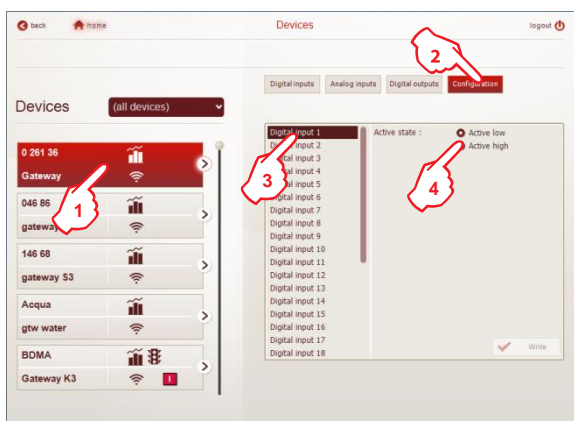 back
home
Devices
logout
2
Digital inputs
Analog inputs
Digital outputs
Configuration
Devices
(all devices)
0 261 36
Gateway
1
046 86
gateway
146 68
gateway S3
Acqua
gtw water
BDMA
Gateway K3
I
Digital input 1
Digital input 2
Digital input 3
Digital input 4
Digital input 5
Digital input 6
Digital input 7
Digital input 8
Digital input 9
Digital input 10
Digital input 11
Digital input 12
Digital input 13
Digital input 14
Digital input 15
Digital input 16
Digital input 17
Digital input 18
3
Active state :
Active low
Active high
4
Write